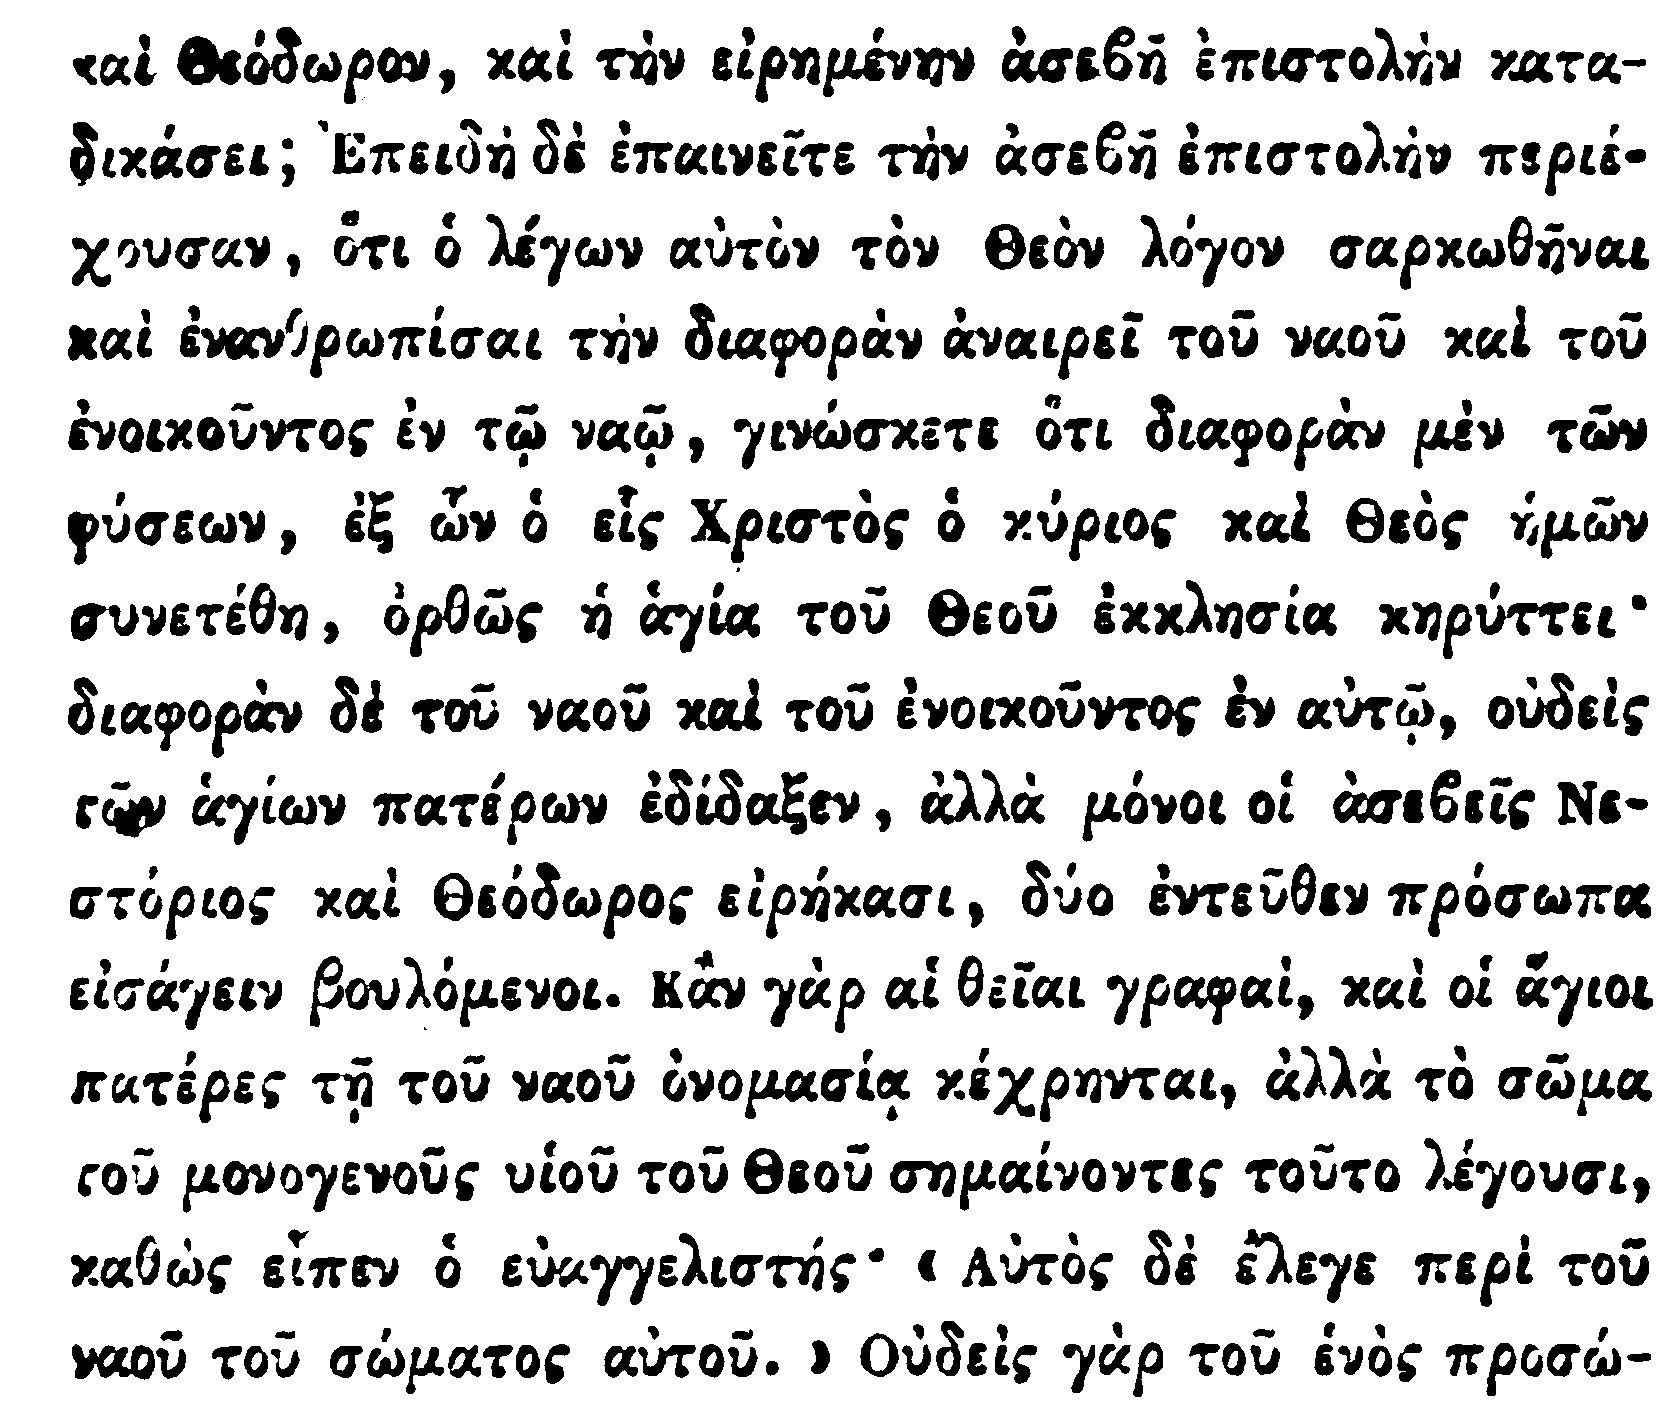 καὶ Θεόδωρον, καὶ τὴν εἰρημένην ἀσεβῆ ἐπιστολὴν κατα-
δικάσει; Ἐπειδὴ δὲ ἐπαινεῖτε τὴν ἀσεβῆ ἐπιστολὴν περιέ-
χουσαν, ὅτι ὁ λέγων αὐτὸν τὸν Θεὸν λόγον σαρκωθῆναι
καὶ ἐνανθρωπίσαι τὴν διαφορὰν ἀναιρεῖ τοῦ ναοῦ καὶ τοῦ
ἐνοικοῦντος ἐν τῷ ναῷ, γινώσκετε ὅτι διαφορὰν μὲν τῶν
φύσεων, ἐξ ὧν ὁ εἷς Χριστὸς ὁ κύριος καὶ Θεὸς ἡμῶν
συνετέθη, ὀρθῶς ἡ ἁγία τοῦ Θεοῦ ἐκκλησία κηρύττει·
διαφορὰν δὲ τοῦ ναοῦ καὶ τοῦ ἐνοικοῦντος ἐν αὐτῷ, οὐδεὶς
τῶν ἁγίων πατέρων ἐδίδαξεν, ἀλλὰ μόνοι οἱ ἀσεβεῖς Νε-
στόριος καὶ Θεόδωρος εἰρήκασι, δύο ἐντεῦθεν πρόσωπα
εἰσάγειν βουλόμενοι. Κἂν γὰρ αἱ θεῖαι γραφαὶ, καὶ οἱ ἅγιοι
πατέρες τῇ τοῦ ναοῦ ὀνομασίᾳ κέχρηνται, ἀλλὰ τὸ σῶμα
τοῦ μονογενοῦς υἱοῦ τοῦ Θεοῦ σημαίνοντες τοῦτο λέγουσι,
καθὼς εἶπεν ὁ εὐαγγελιστής· ‹ Αὐτὸς δὲ ἔλεγε περὶ τοῦ
ναοῦ τοῦ σώματος αὐτοῦ. › Οὐδεὶς γὰρ τοῦ ἑνὸς προσώ-